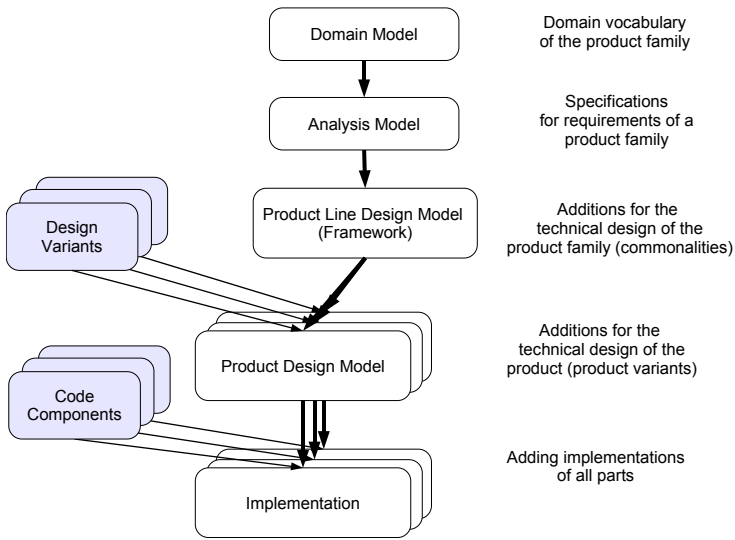 Domain Model
Domain vocabulary
of the product family
Analysis Model
Specifications
for requirements of a
product family
Product Line Design Model
(Framework)
Additions for the
technical design of the
product family (commonalities)
Design
Variants
Product Design Model
Additions for the
technical design of the
product (product variants)
Code
Components
Implementation
Adding implementations
of all parts